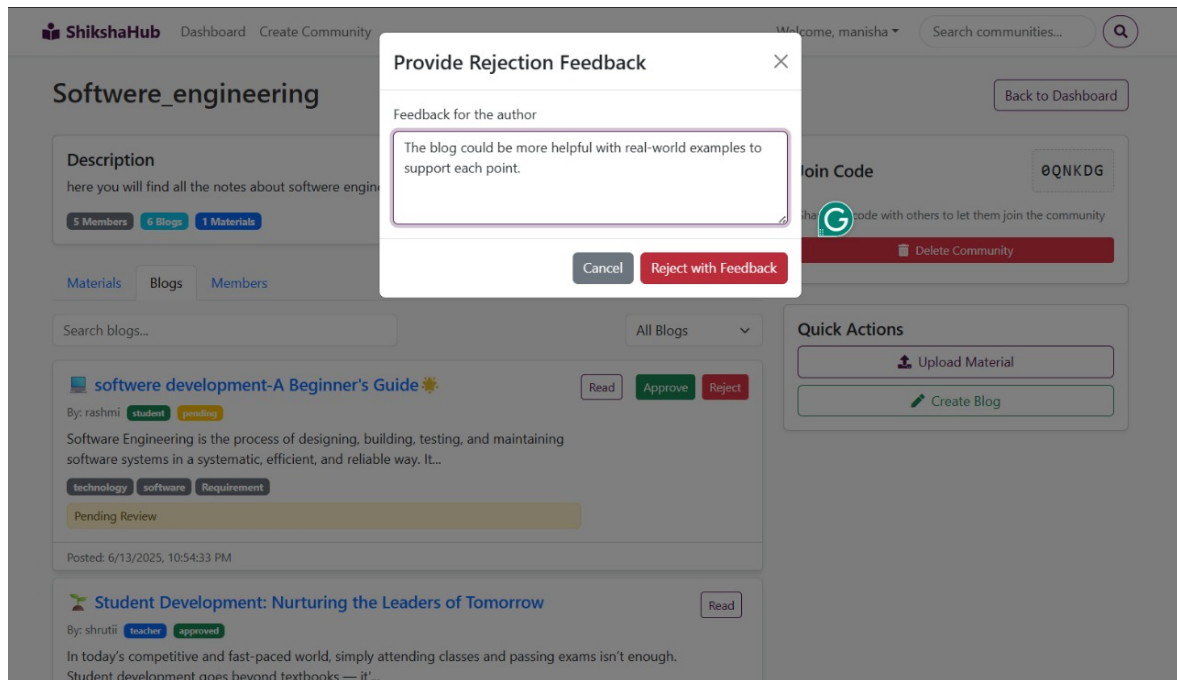 ShikshaHub Dashboard Create Community Welcome, manisha Search communities...
Provide Rejection Feedback
Feedback for the author
The blog could be more helpful with real-world examples to
support each point.
Cancel Reject with Feedback
Softwere_engineering
Back to Dashboard
Description
here you will find all the notes about softwere
5 Members 6 Blogs 1 Materials
Join Code 0QNKDG
code with others to let them join the community
Delete Community
Materials Blogs Members
Search blogs... All Blogs
Quick Actions
Upload Material
Create Blog
softwere development-A Beginner's Guide
Read Approve Reject
By: rashmi student pending
Software Engineering is the process of designing, building, testing, and maintaining
software systems in a systematic, efficient, and reliable way. It...
technology software Requirement
Pending Review
Posted: 6/13/2025, 10:54:33 PM
Student Development: Nurturing the Leaders of Tomorrow
Read
By: shrutii teacher approved
In today's competitive and fast-paced world, simply attending classes and passing exams isn't enough.
Student development goes beyond textbooks — it'...